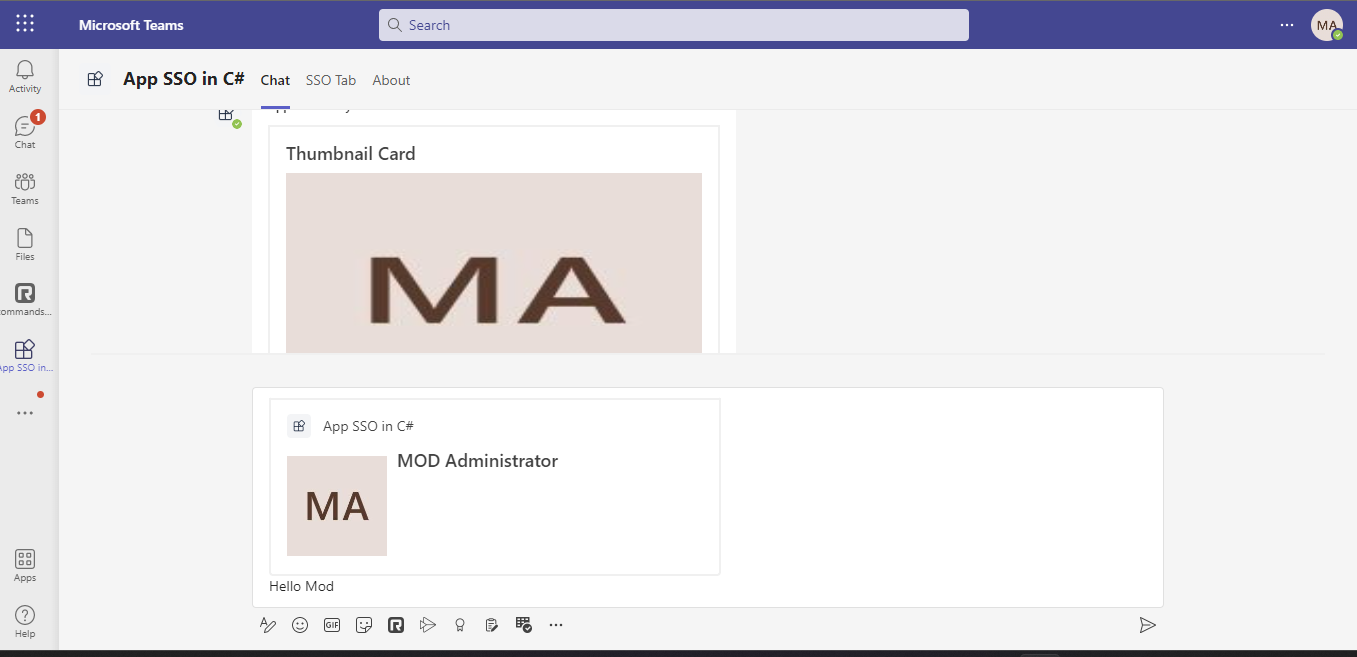 Microsoft Teams
Search
MA
Activity
1
Chat
Teams
Files
ommands...
App SSO in...
Apps
Help
App SSO in C#
Chat
SSO Tab
About
Thumbnail Card
MA
App SSO in C#
MOD Administrator
MA
Hello Mod
GIF